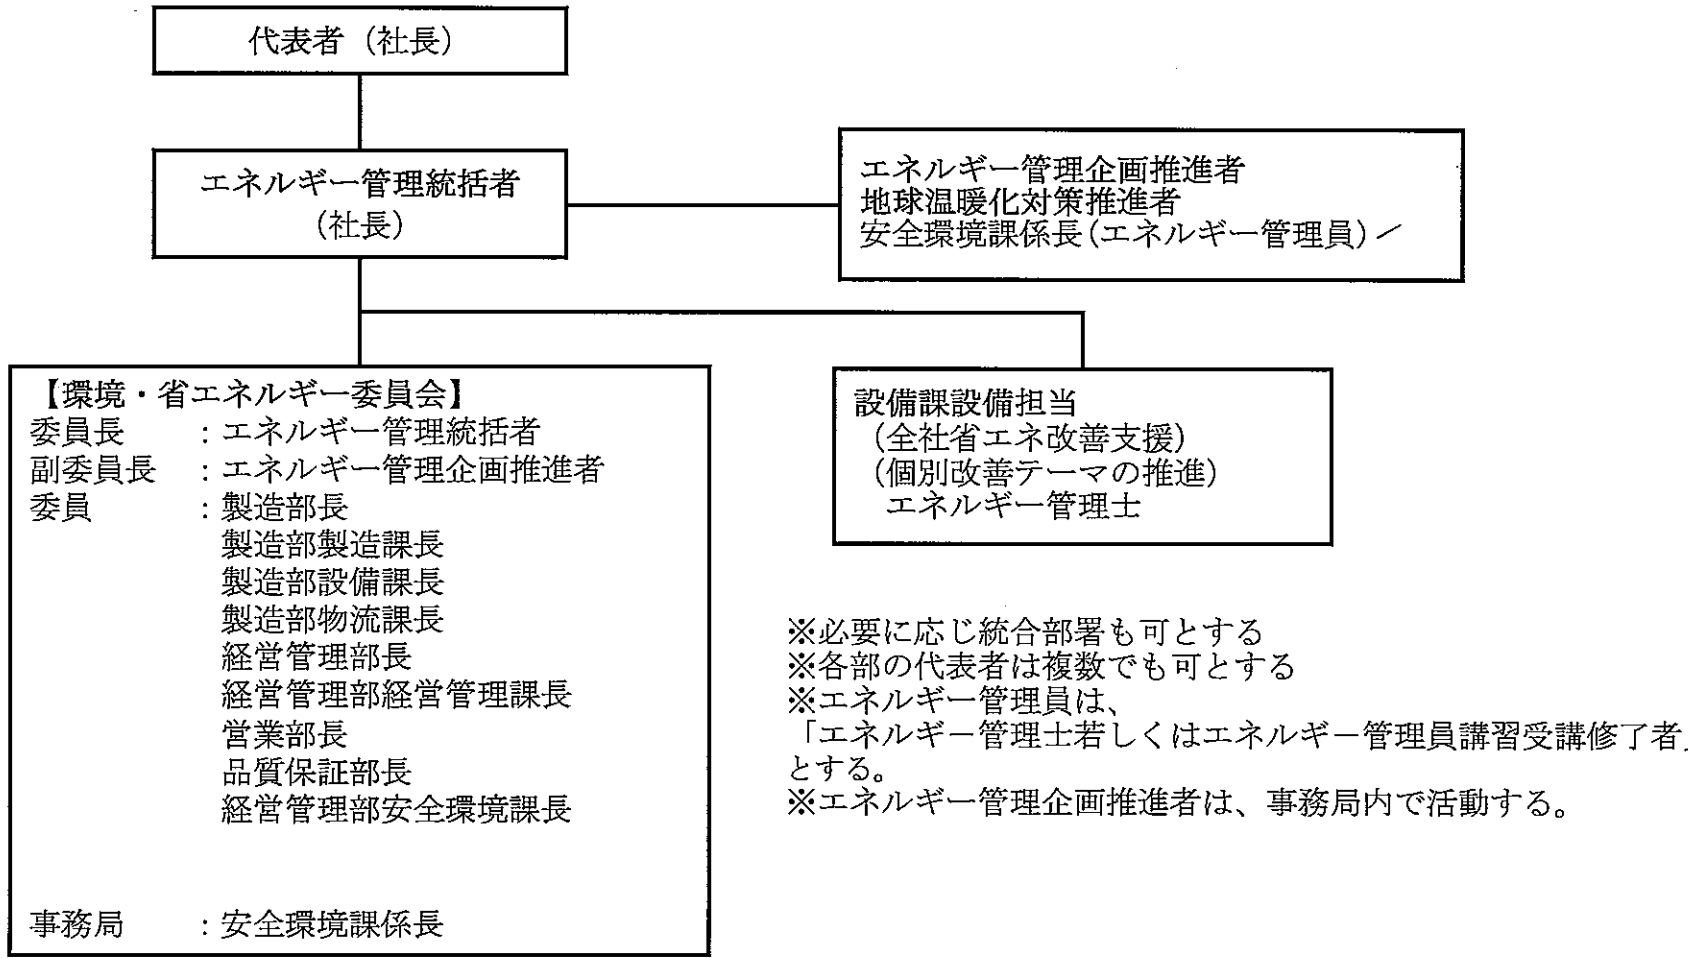 代表者（社長）
エネルギー管理統括者
（社長）
エネルギー管理企画推進者
地球温暖化対策推進者
安全環境課係長（エネルギー管理員）／
【環境・省エネルギー委員会】
委員長　　：エネルギー管理統括者
副委員長　：エネルギー管理企画推進者
委員　　　：製造部長
製造部製造課長
製造部設備課長
製造部物流課長
経営管理部長
経営管理部経営管理課長
営業部長
品質保証部長
経営管理部安全環境課長
事務局　　：安全環境課係長
設備課設備担当
（全社省エネ改善支援）
（個別改善テーマの推進）
エネルギー管理士
※必要に応じ統合部署も可とする
※各部の代表者は複数でも可とする
※エネルギー管理員は、
「エネルギー管理士若しくはエネルギー管理員講習受講修了者」
とする。
※エネルギー管理企画推進者は、事務局内で活動する。